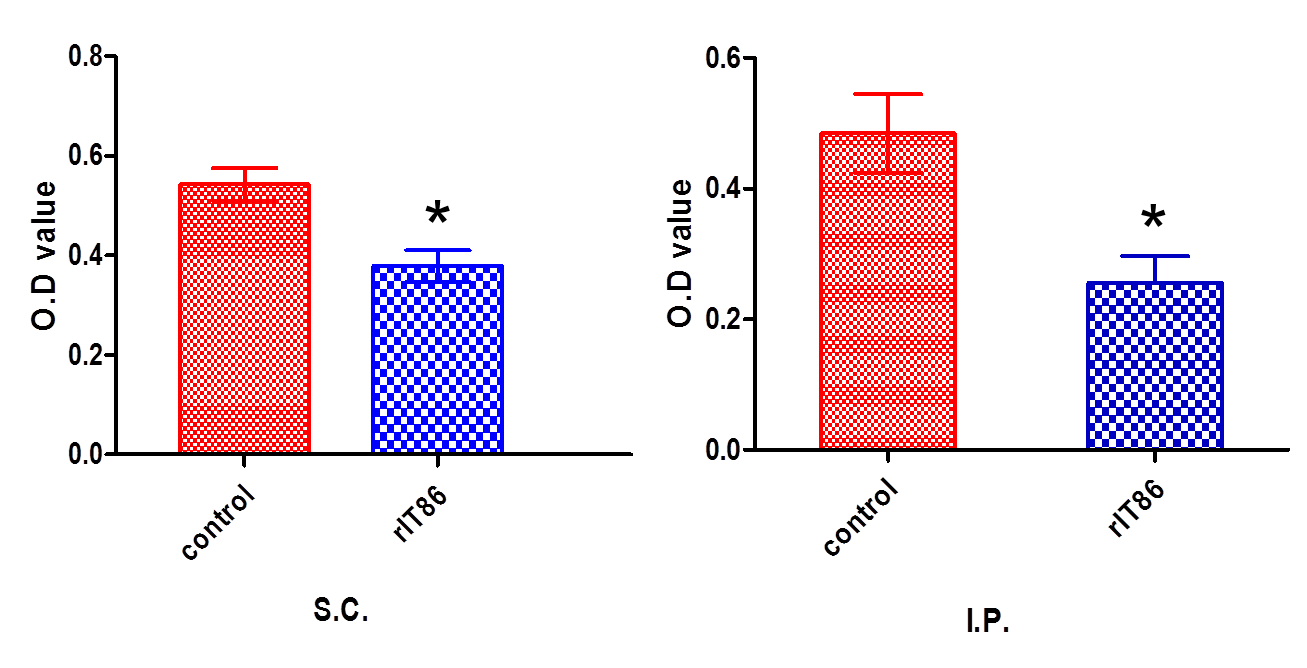 0.8
0.6
0.4
0.2
0.0
O.D value
*
control
rIT86
S.C.
0.6
0.4
0.2
0.0
O.D value
*
control
rIT86
I.P.